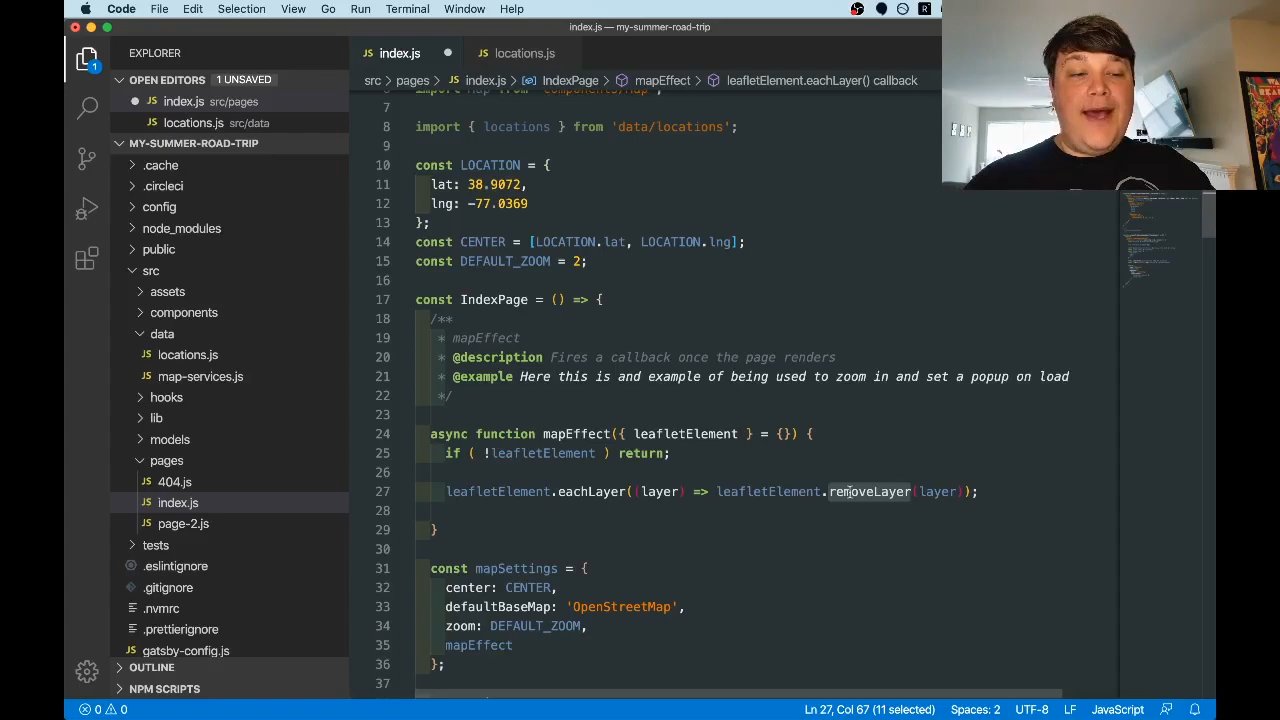 Code File Edit Selection View Go Run Terminal Window Help
index.js — my-summer-road-trip
EXPLORER
OPEN EDITORS 1 UNSAVED
index.js src/pages
locations.js src/data
MY-SUMMER-ROAD-TRIP
.cache
.circleci
config
node_modules
public
src
assets
components
data
locations.js
map-services.js
hooks
lib
models
pages
404.js
index.js
page-2.js
tests
.eslintignore
.gitignore
.nvmrc
.prettierignore
gatsby-config.js
OUTLINE
NPM SCRIPTS
1
index.js
locations.js
src > pages > index.js > IndexPage > mapEffect > leafletElement.eachLayer() callback
import Map from 'components/Map';
7
8 import { locations } from 'data/locations';
9
10 const LOCATION = {
11 lat: 38.9072,
12 lng: -77.0369
13 };
14 const CENTER = [LOCATION.lat, LOCATION.lng];
15 const DEFAULT_ZOOM = 2;
16
17 const IndexPage = () => {
18 /**
19 * mapEffect
20 * @description Fires a callback once the page renders
21 * @example Here this is and example of being used to zoom in and set a popup on load
22 */
23
24 async function mapEffect({ leafletElement } = {}) {
25 if ( !leafletElement ) return;
26
27 leafletElement.eachLayer((layer) => leafletElement.removeLayer(layer));
28
29 }
30
31 const mapSettings = {
32 center: CENTER,
33 defaultBaseMap: 'OpenStreetMap',
34 zoom: DEFAULT_ZOOM,
35 mapEffect
36 };
37
0 0 Ln 27, Col 67 (11 selected) Spaces: 2 UTF-8 LF JavaScript